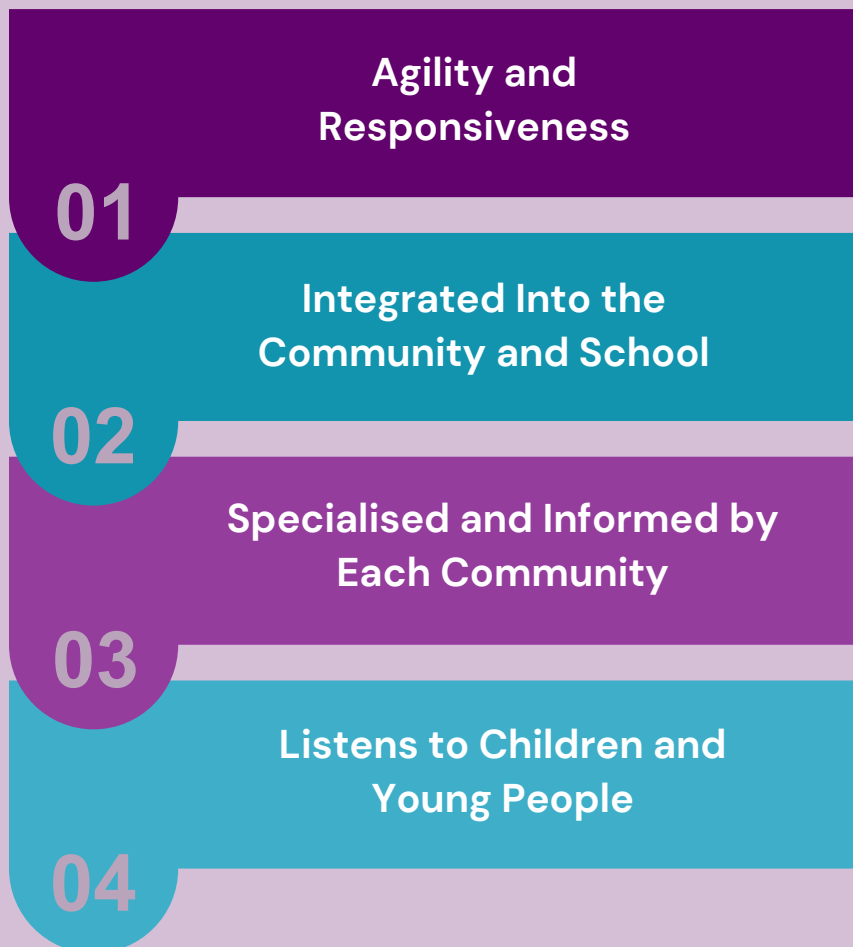 Agility and
Responsiveness
01
Integrated Into the
Community and School
02
Specialised and Informed by
Each Community
03
Listens to Children and
Young People
04